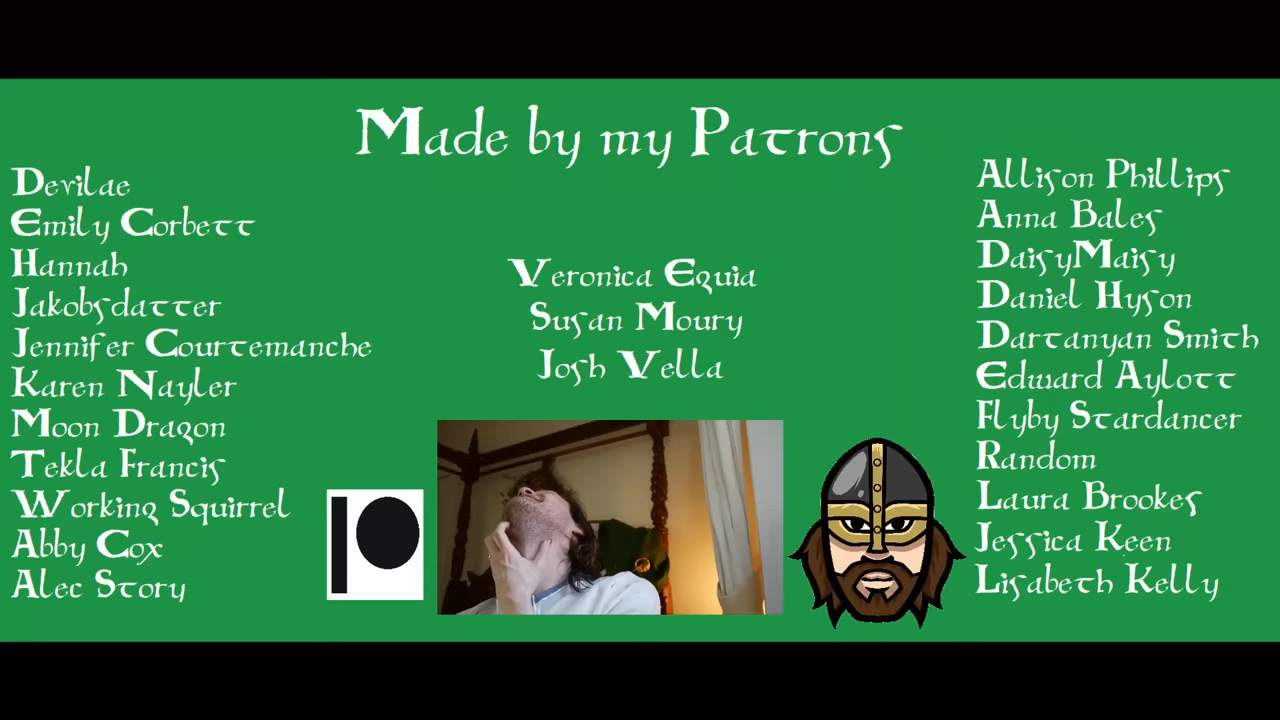 Made by my Patrons
Devilae
Emily Corbett
Hannah
Jakobsdatter
Jennifer Courtemanche
Karen Nayler
Moon Dragon
Tekla Francis
Working Squirrel
Abby Cox
Alec Story
Veronica Eguia
Susan Moury
Josh Vella
Allison Phillips
Anna Bales
DaisyMaisy
Daniel Hyson
Dartanyan Smith
Edward Aylott
Flyby Stardancer
Random
Laura Brookes
Jessica Keen
Lisabeth Kelly